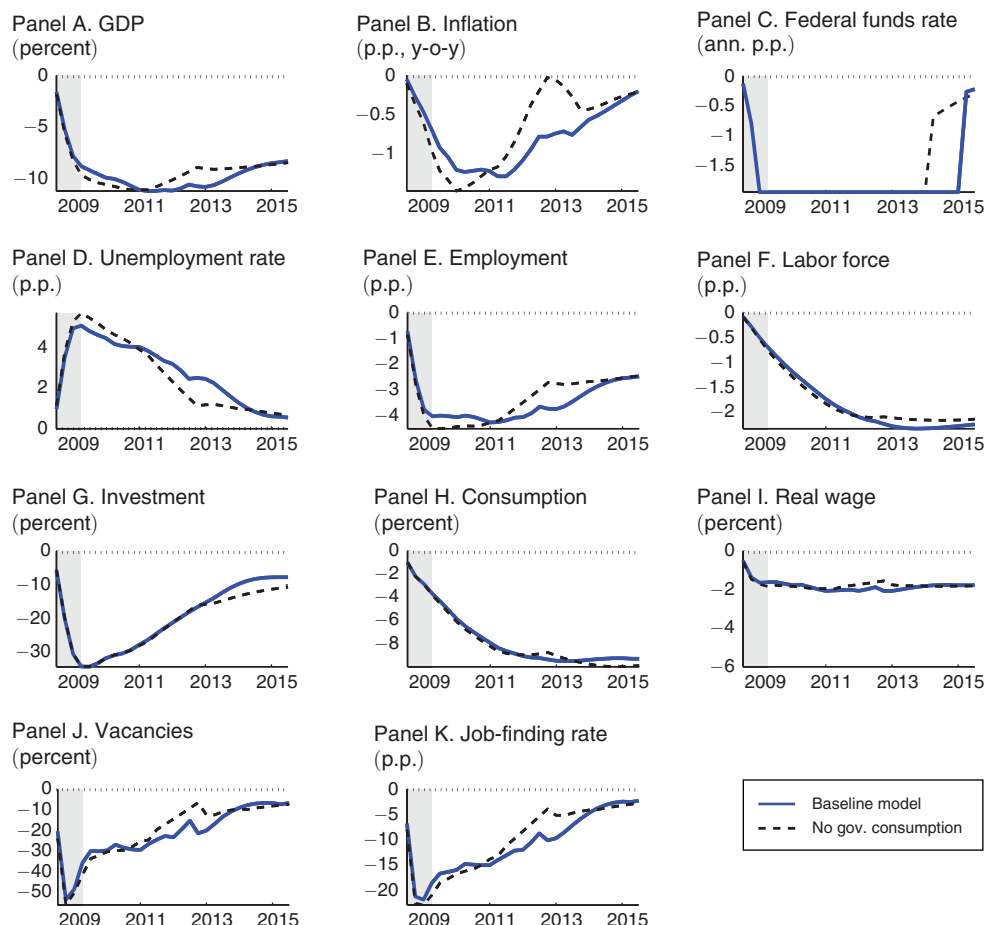 Panel A. GDP
(percent)
0
−5
−10
2009 2011 2013 2015
Panel B. Inflation
(p.p., y-o-y)
0
−0.5
−1
2009 2011 2013 2015
Panel C. Federal funds rate
(ann. p.p.)
0
−0.5
−1
−1.5
2009 2011 2013 2015
Panel D. Unemployment rate
(p.p.)
4
2
0
2009 2011 2013 2015
Panel E. Employment
(p.p.)
0
−1
−2
−3
−4
2009 2011 2013 2015
Panel F. Labor force
(p.p.)
0
−0.5
−1
−1.5
−2
2009 2011 2013 2015
Panel G. Investment
(percent)
0
−10
−20
−30
2009 2011 2013 2015
Panel H. Consumption
(percent)
0
−2
−4
−6
−8
2009 2011 2013 2015
Panel I. Real wage
(percent)
0
−2
−4
−6
2009 2011 2013 2015
Panel J. Vacancies
(percent)
0
−10
−20
−30
−40
−50
2009 2011 2013 2015
Panel K. Job-finding rate
(p.p.)
0
−5
−10
−15
−20
2009 2011 2013 2015
Baseline model
No gov. consumption